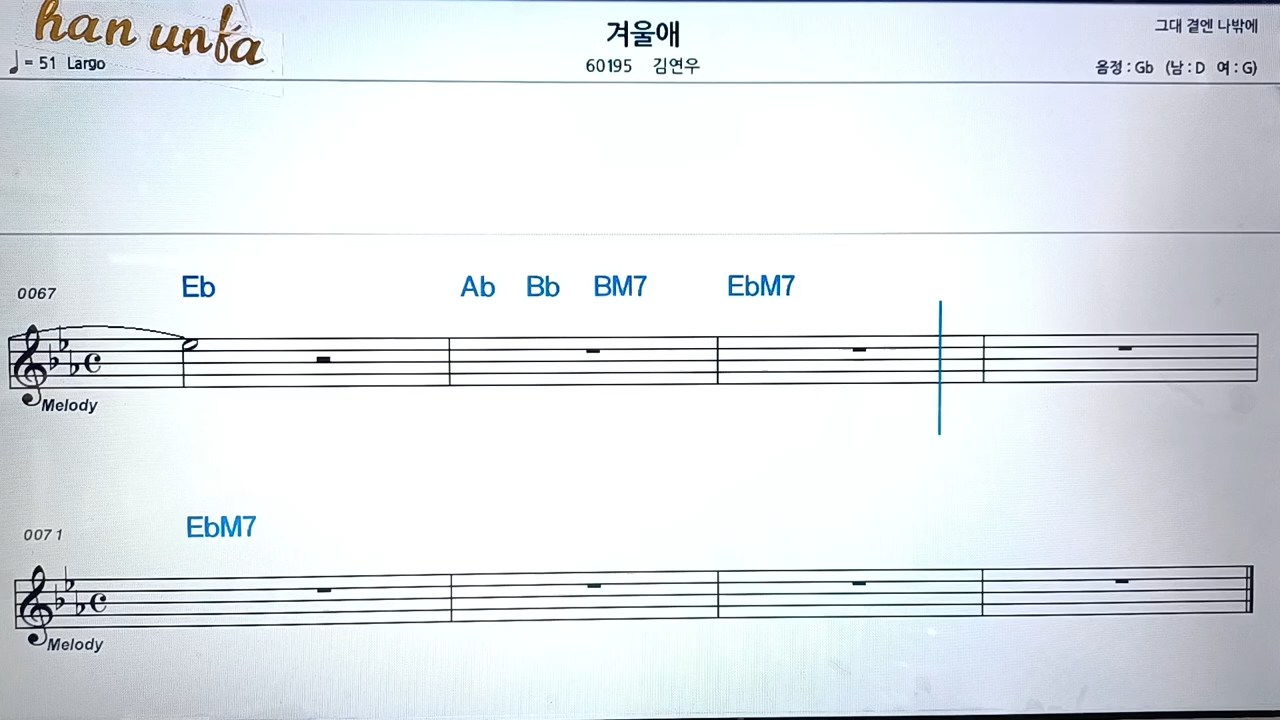 han unfa
♩= 51 Largo
겨울애
60195 김연우
그대 곁엔 나밖에
음정 : Gb (남 : D 여 : G)
0067
Eb Ab Bb BM7 EbM7
Melody
0071
EbM7
Melody